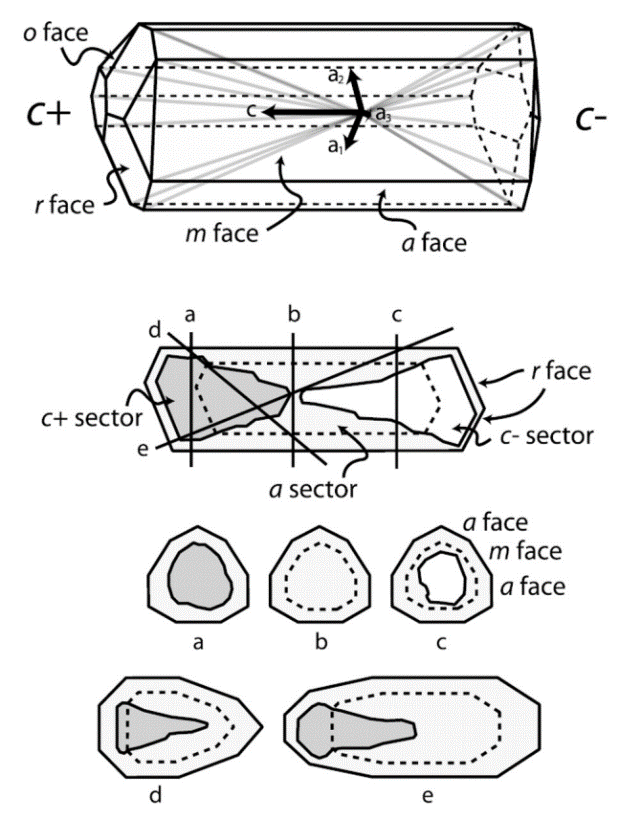 o face
c+
a₂
c
a₃
a₁
c-
r face
m face
a face
a
b
c
d
r face
c+ sector
e
c- sector
a sector
a face
m face
a face
a
b
c
d
e